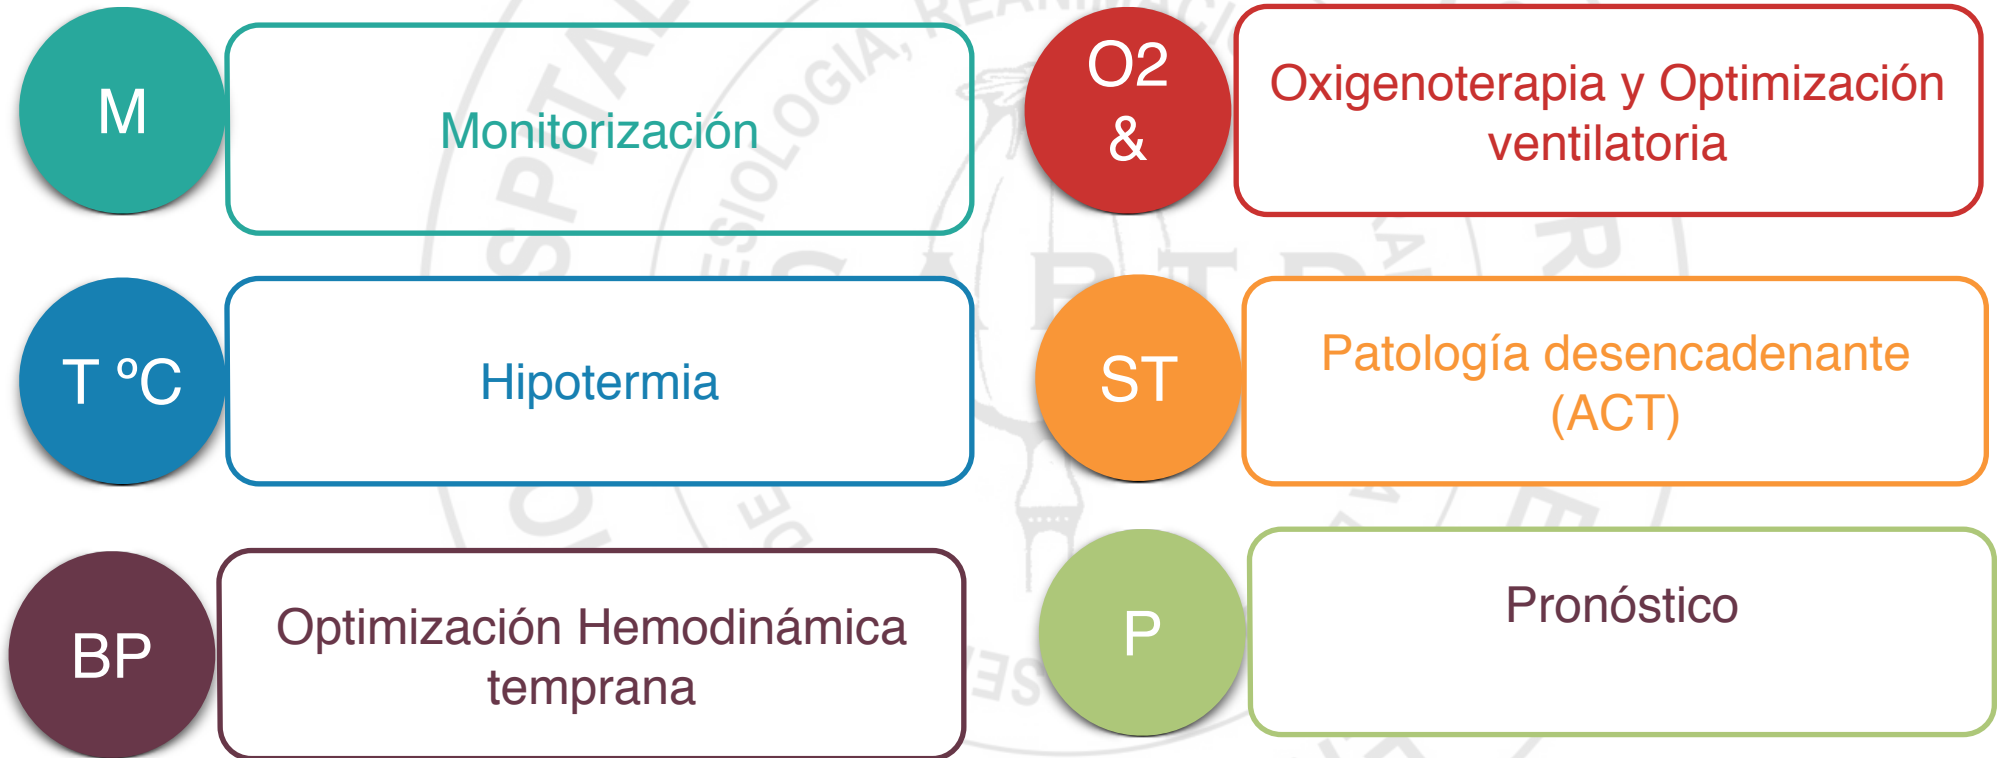 M
Monitorización
O2
&
Oxigenoterapia y Optimización
ventilatoria
T ºC
Hipotermia
ST
Patología desencadenante
(ACT)
BP
Optimización Hemodinámica
temprana
P
Pronóstico